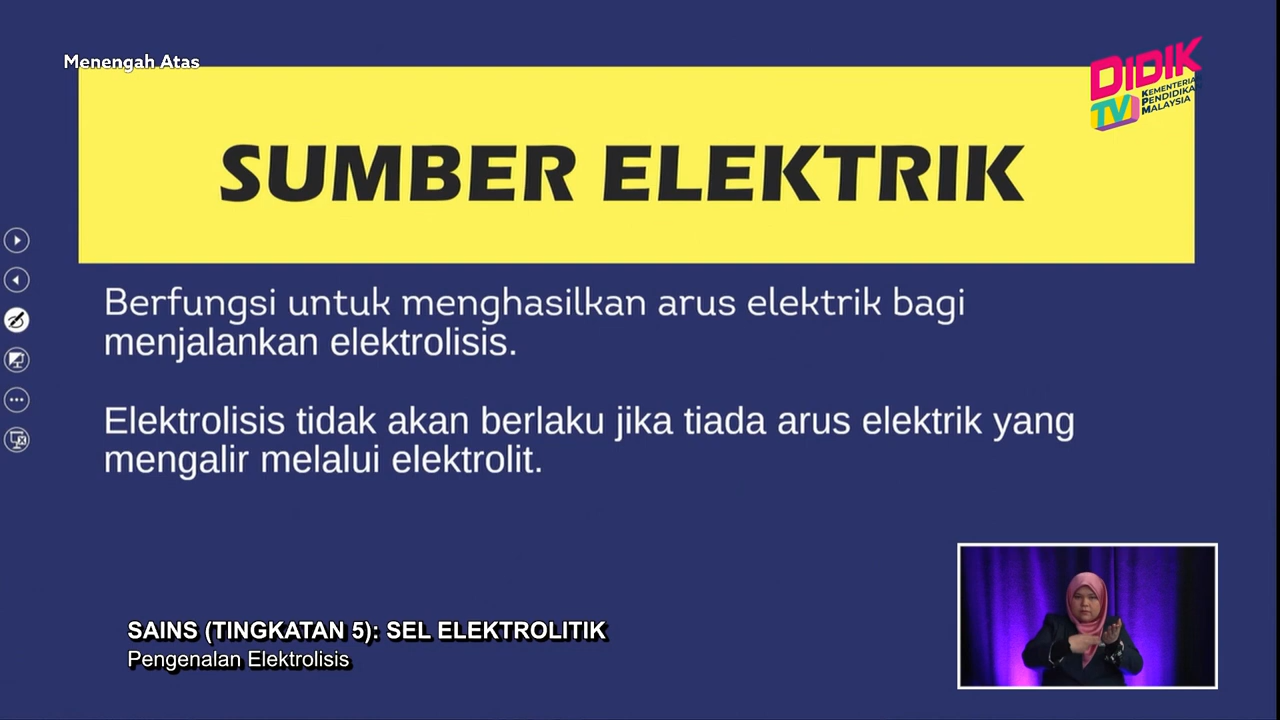 Menengah Atas
DIDIK
TV
KEMENTERIAN
PENDIDIKAN
MALAYSIA
SUMBER ELEKTRIK
Berfungsi untuk menghasilkan arus elektrik bagi
menjalankan elektrolisis.
Elektrolisis tidak akan berlaku jika tiada arus elektrik yang
mengalir melalui elektrolit.
SAINS (TINGKATAN 5): SEL ELEKTROLITIK
Pengenalan Elektrolisis